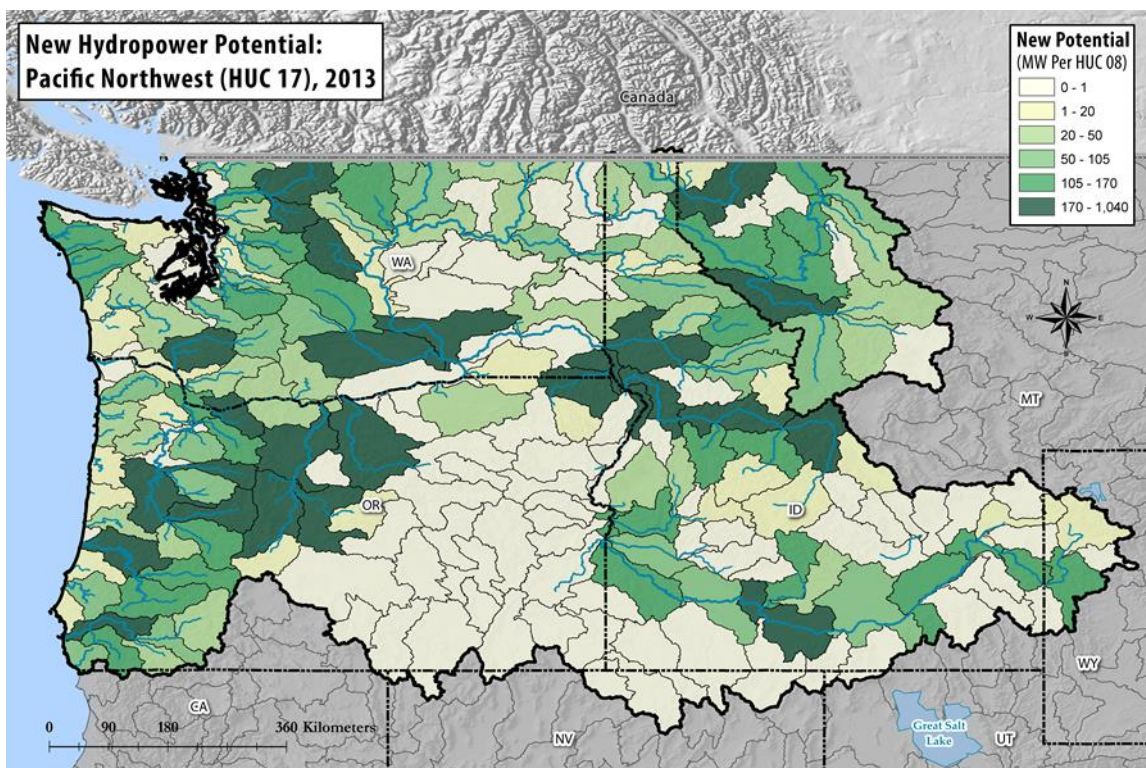 New Hydropower Potential:
Pacific Northwest (HUC 17), 2013
New Potential
(MW Per HUC 08)
0 - 1
1 - 20
20 - 50
50 - 105
105 - 170
170 - 1,040
Canada
WA
N
W E
S
MT
OR
ID
WY
CA
NV
UT
Great Salt
Lake
0 90 180 360 Kilometers